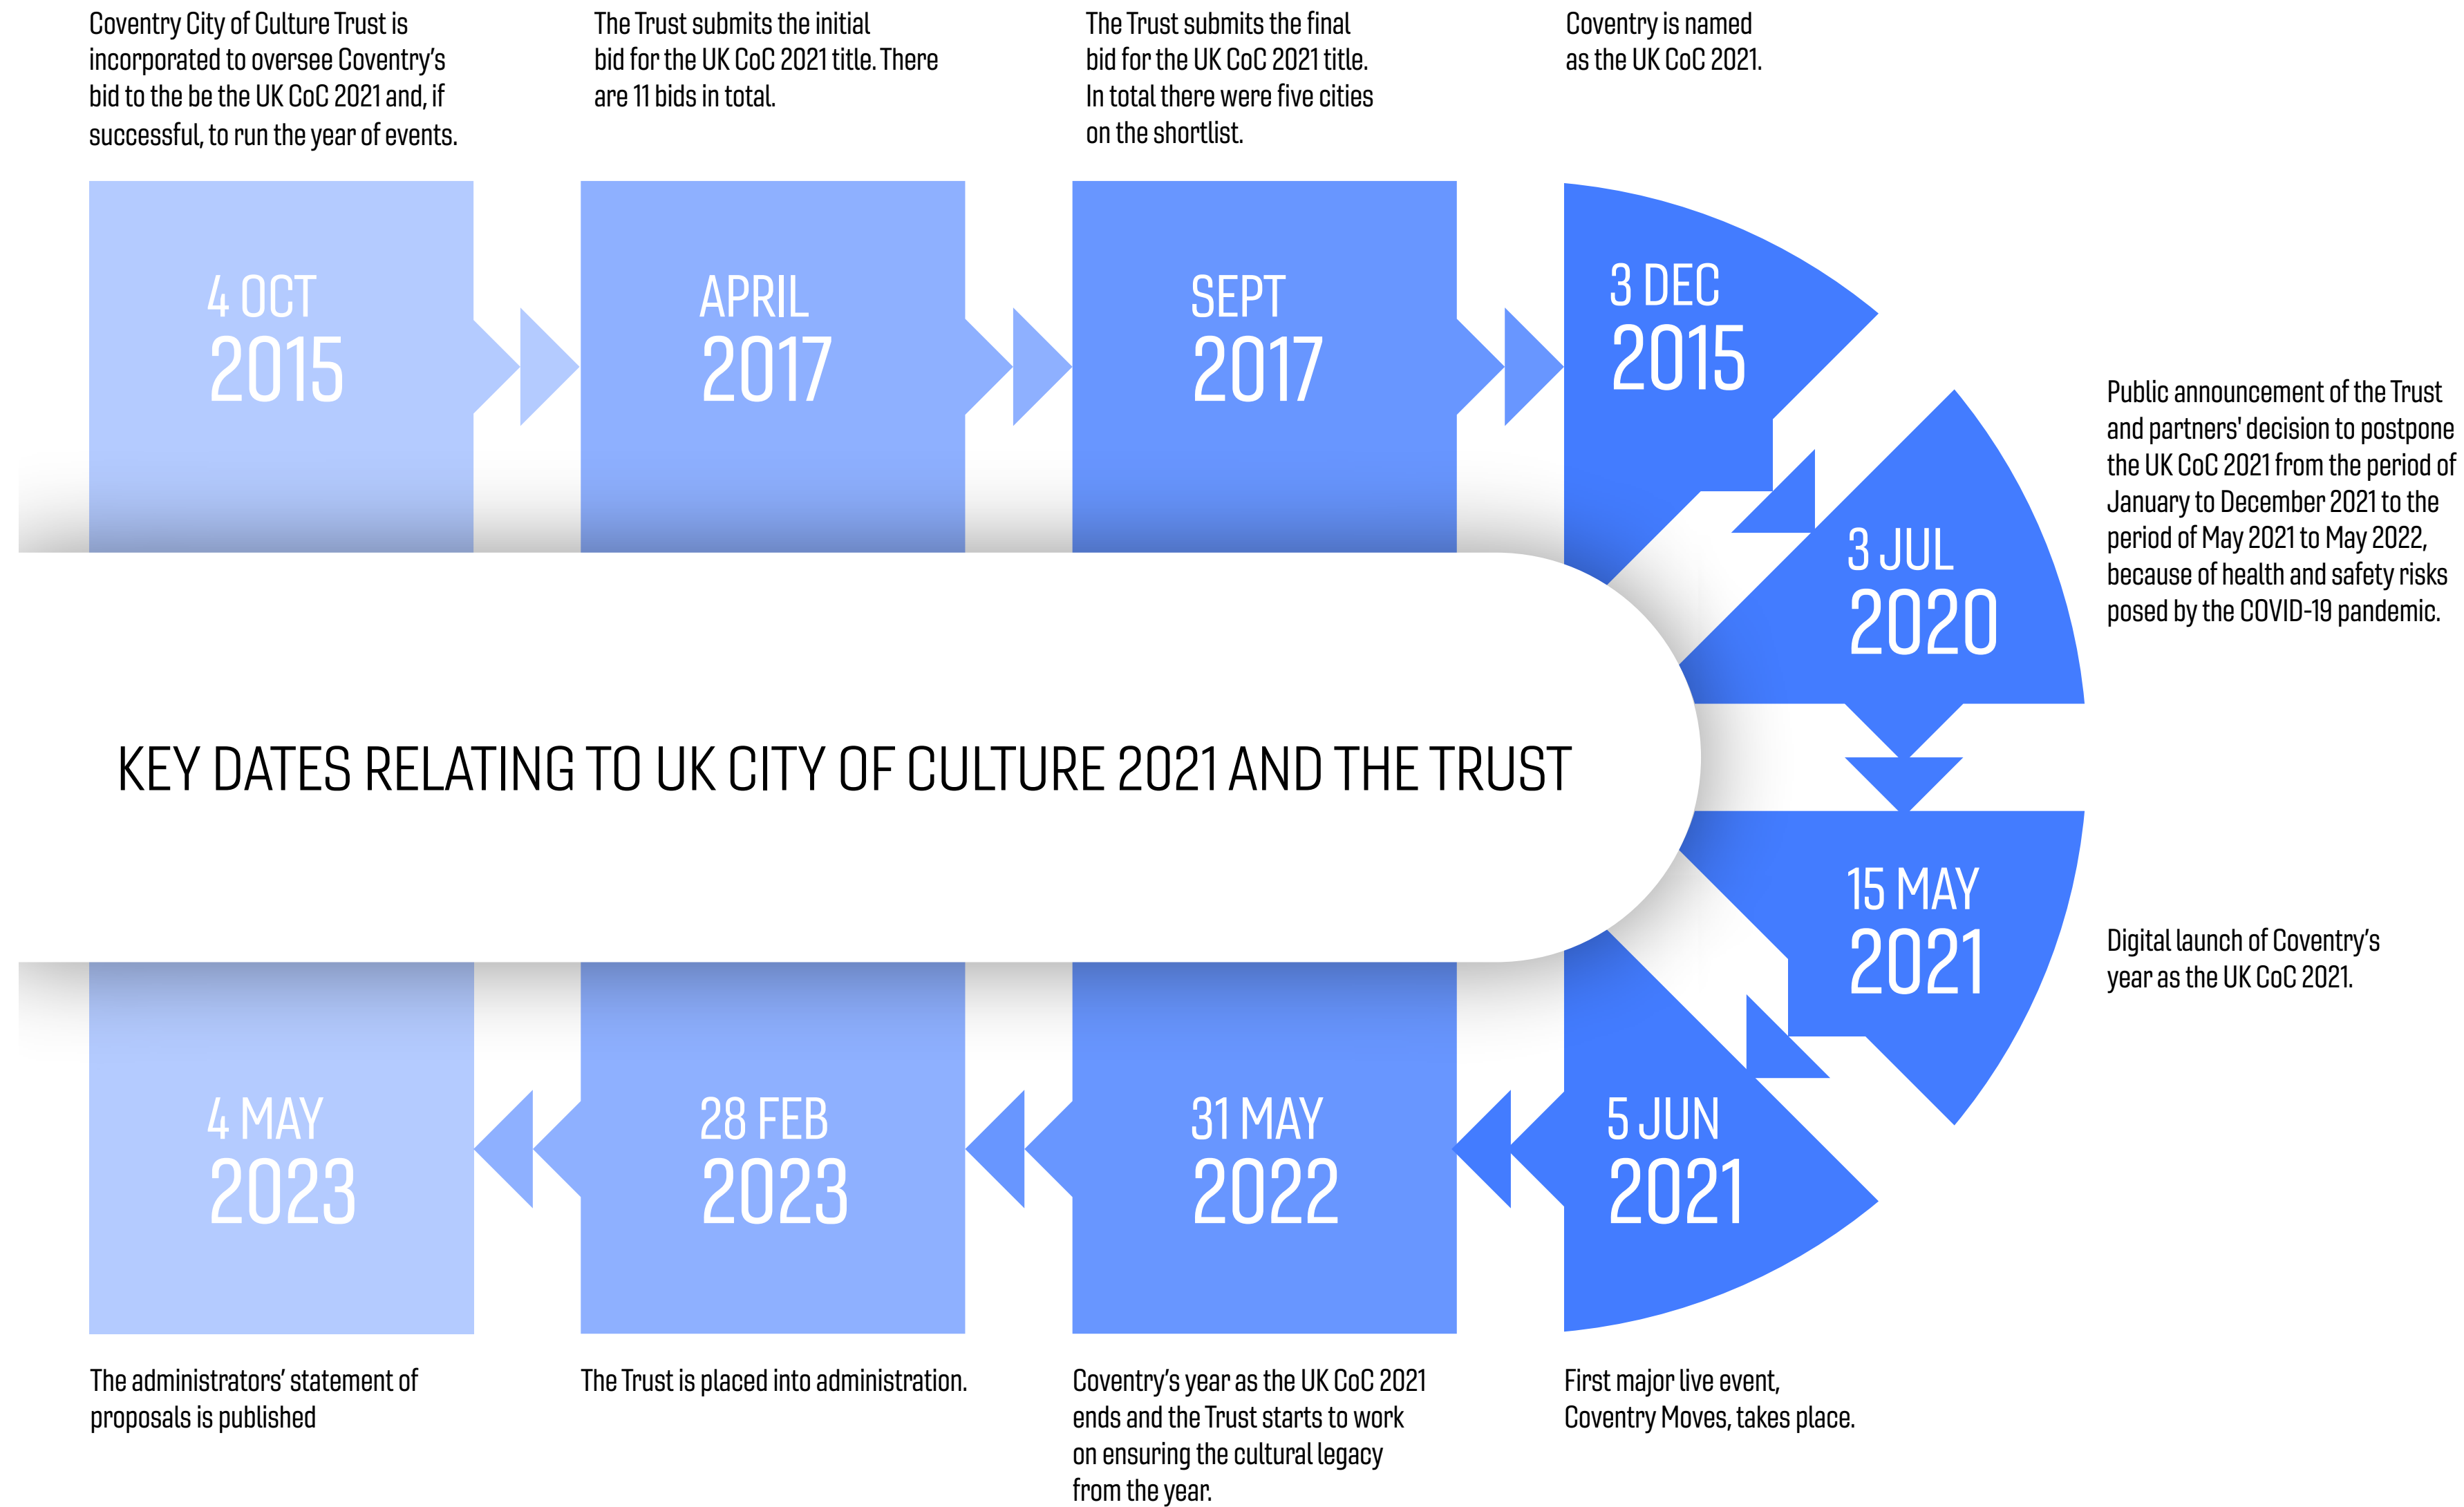 Coventry City of Culture Trust is
incorporated to oversee Coventry’s
bid to the be the UK CoC 2021 and, if
successful, to run the year of events.
4 OCT
2015
The Trust submits the initial
bid for the UK CoC 2021 title. There
are 11 bids in total.
APRIL
2017
The Trust submits the final
bid for the UK CoC 2021 title.
In total there were five cities
on the shortlist.
SEPT
2017
Coventry is named
as the UK CoC 2021.
3 DEC
2015
Public announcement of the Trust
and partners' decision to postpone
the UK CoC 2021 from the period of
January to December 2021 to the
period of May 2021 to May 2022,
because of health and safety risks
posed by the COVID-19 pandemic.
3 JUL
2020
KEY DATES RELATING TO UK CITY OF CULTURE 2021 AND THE TRUST
15 MAY
2021
Digital launch of Coventry’s
year as the UK CoC 2021.
5 JUN
2021
First major live event,
Coventry Moves, takes place.
31 MAY
2022
Coventry’s year as the UK CoC 2021
ends and the Trust starts to work
on ensuring the cultural legacy
from the year.
28 FEB
2023
The Trust is placed into administration.
4 MAY
2023
The administrators’ statement of
proposals is published